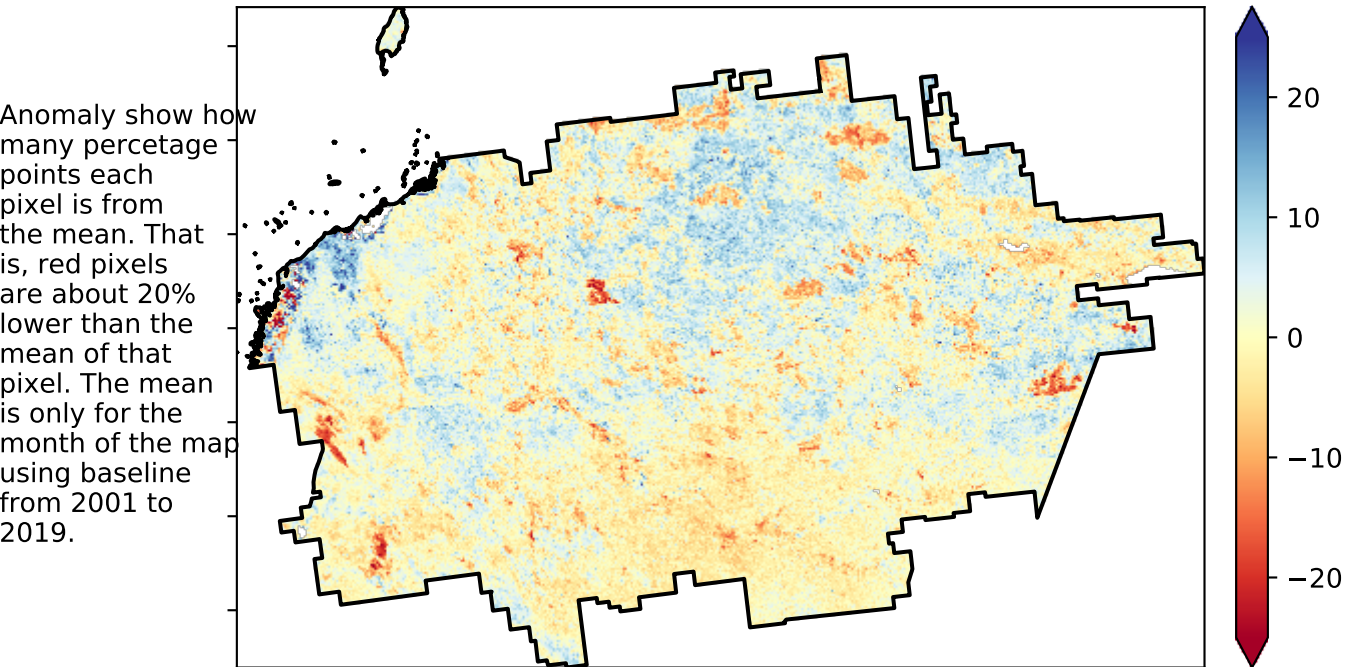 Anomaly show how
many percetage
points each
pixel is from
the mean. That
is, red pixels
are about 20%
lower than the
mean of that
pixel. The mean
is only for the
month of the map
using baseline
from 2001 to
2019.
20
10
0
−10
−20